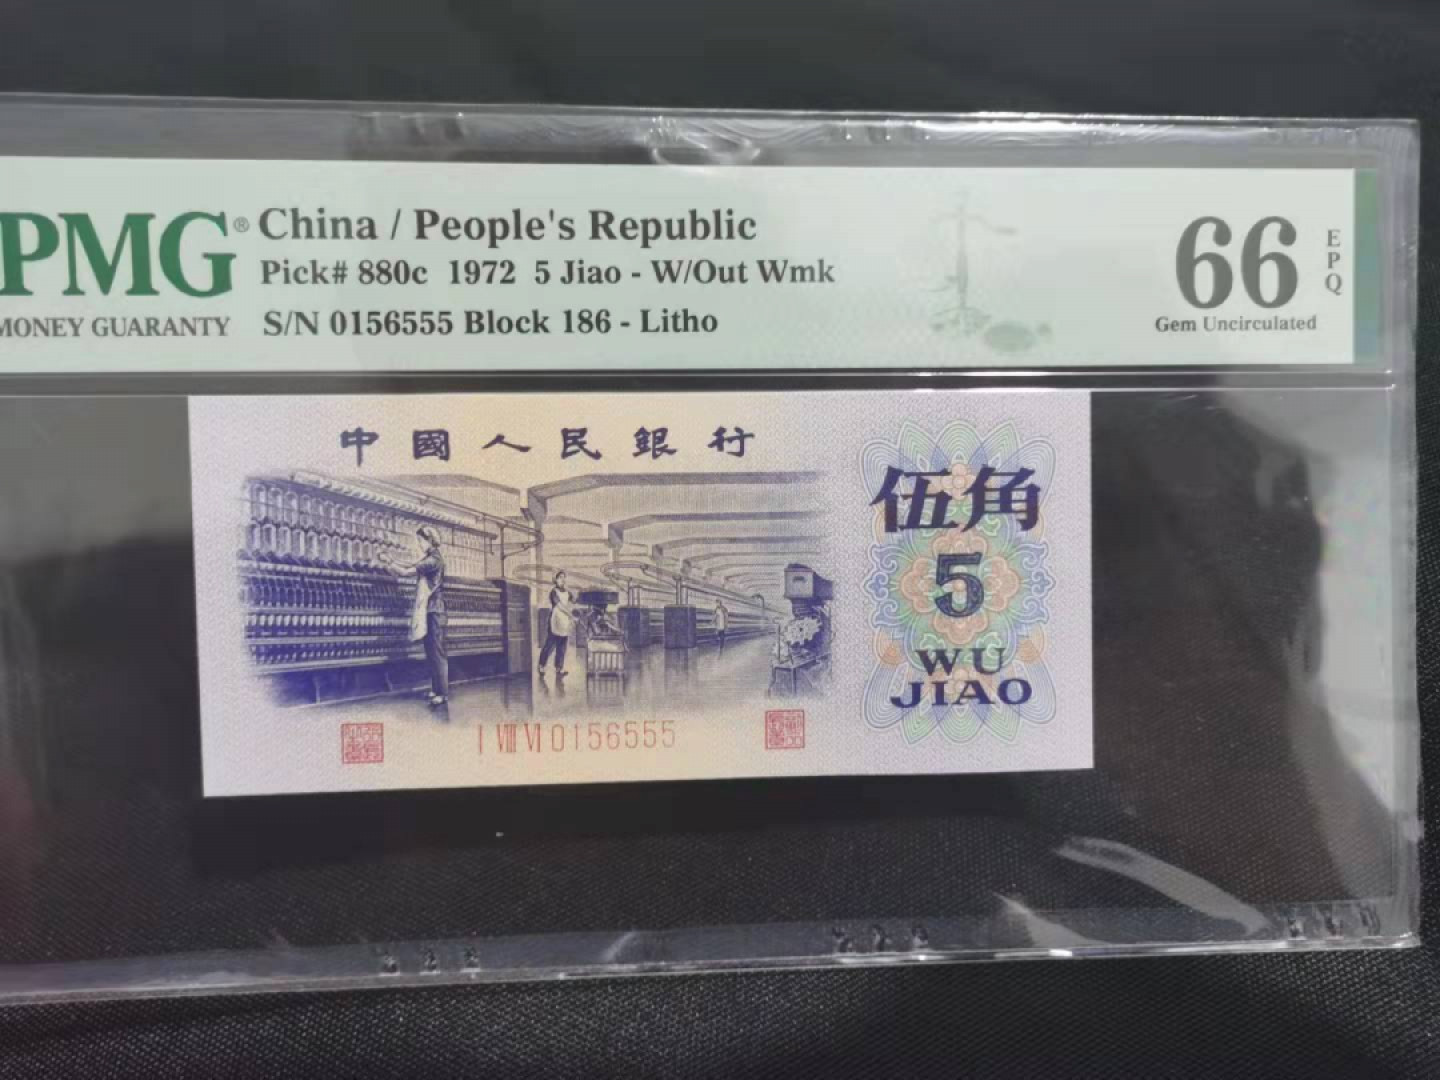 PMG®
MONEY GUARANTY
China / People's Republic
Pick# 880c 1972 5 Jiao - W/Out Wmk
S/N 0156555 Block 186 - Litho
66
EPQ
Gem Uncirculated
中國人民銀行
伍角
5
WU
JIAO
I VIII VI 0156555